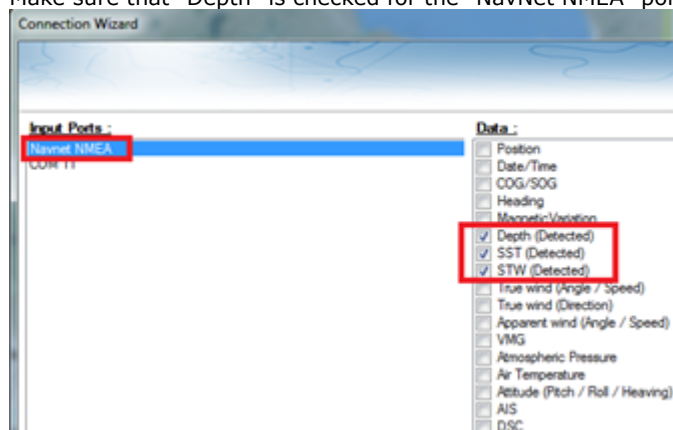 Make sure that "Depth" is checked for the "NavNet NMEA" por
Connection Wizard
Input Ports :
Navnet NMEA
COM 11
Data :
Position
Date/Time
COG/SOG
Heading
Magnetic Variation
Depth (Detected)
SST (Detected)
STW (Detected)
True wind (Angle / Speed)
True wind (Direction)
Apparent wind (Angle / Speed)
VMG
Atmospheric Pressure
Air Temperature
Attitude (Pitch / Roll / Heaving)
AIS
DSC